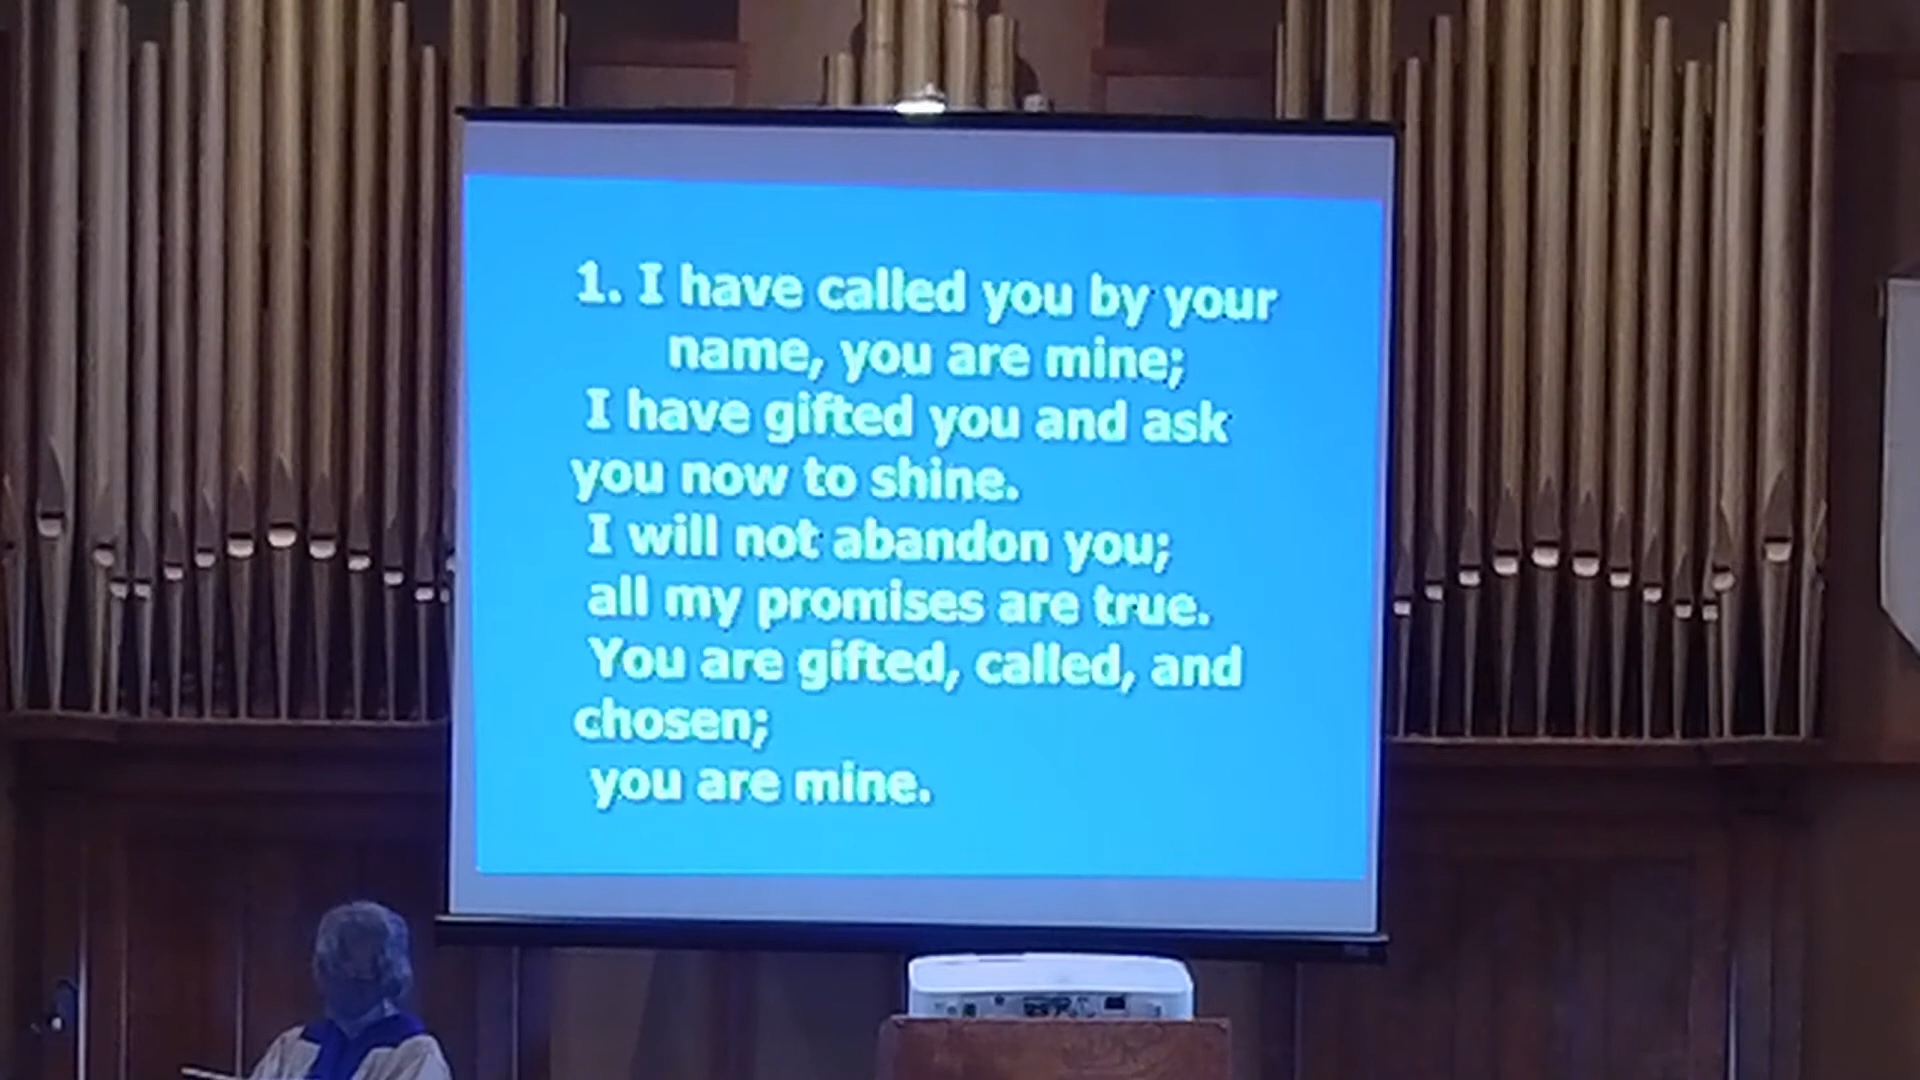 1. I have called you by your
name, you are mine;
I have gifted you and ask
you now to shine.
I will not abandon you;
all my promises are true.
You are gifted, called, and
chosen;
you are mine.